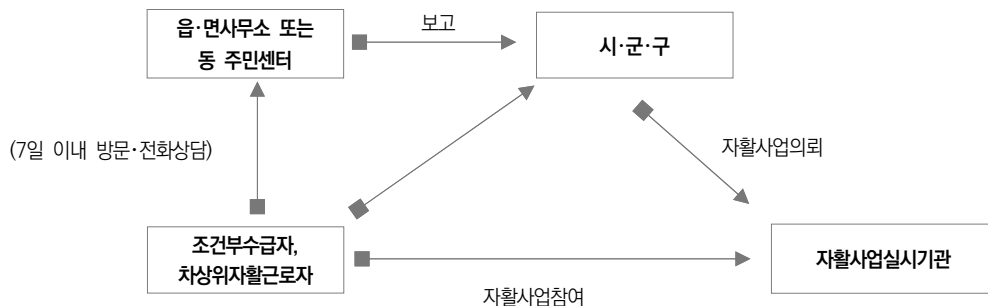 읍·면사무소 또는
동 주민센터
보고
시·군·구
(7일 이내 방문·전화상담)
자활사업의뢰
조건부수급자,
차상위자활근로자
자활사업실시기관
자활사업참여